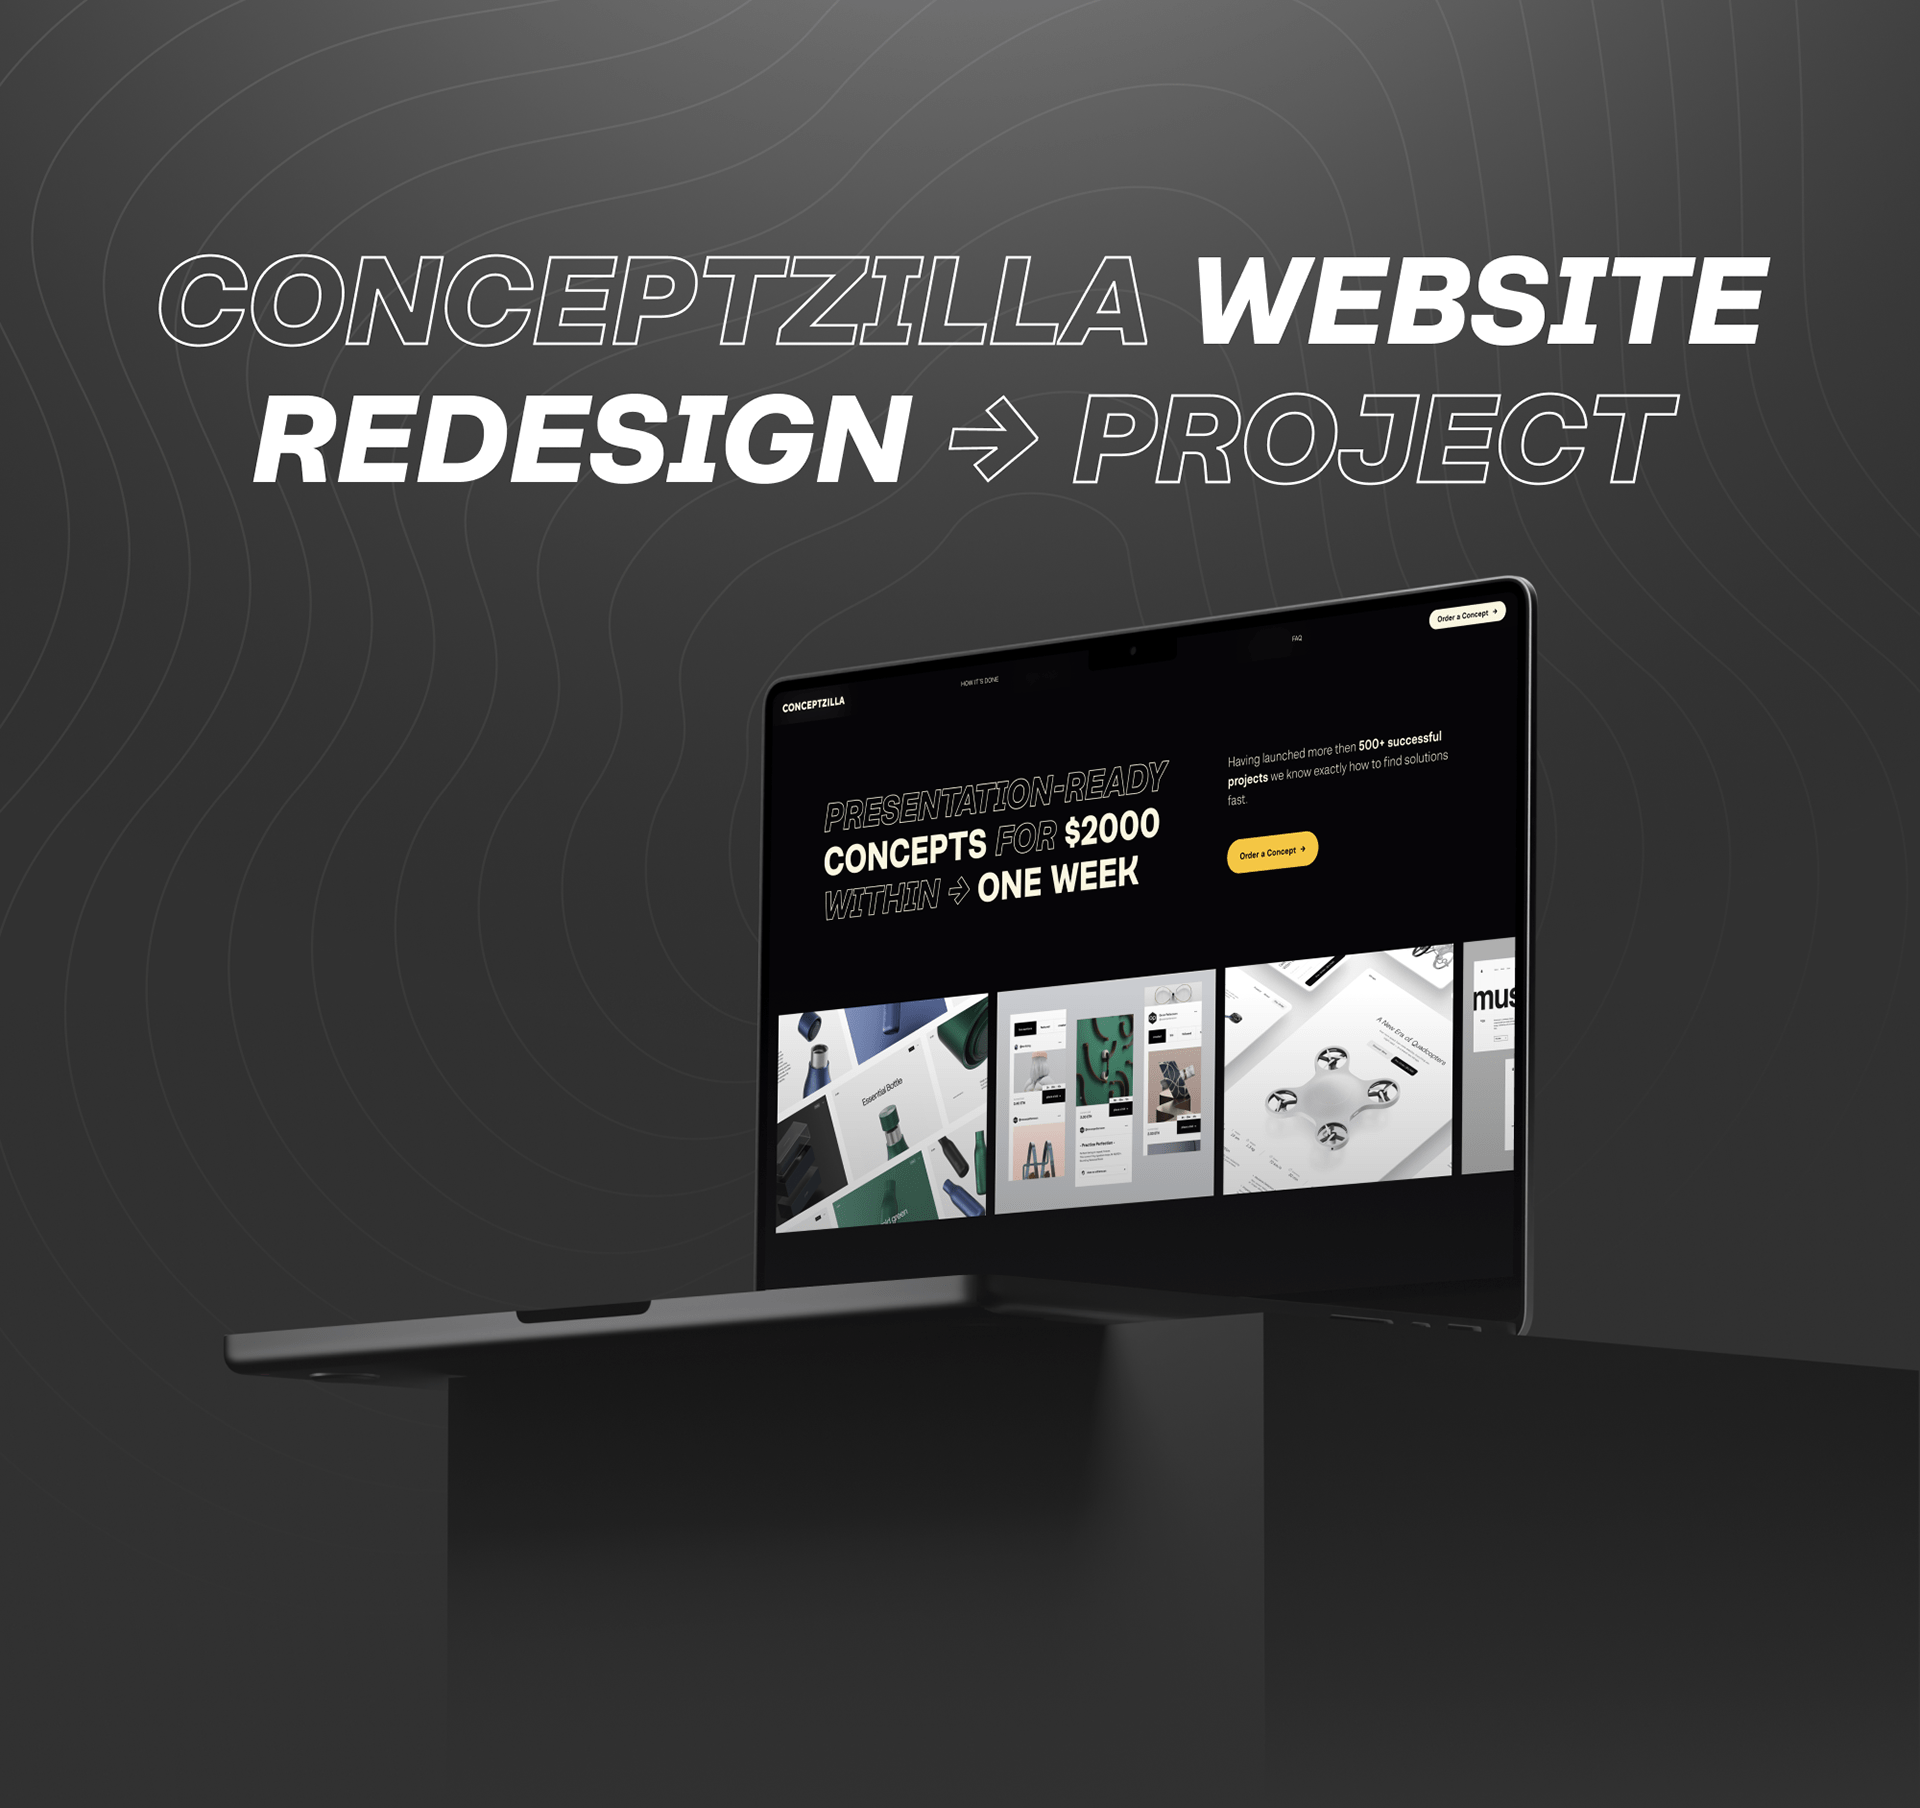 CONCEPTZILLA WEBSITE
REDESIGN → PROJECT
Order a Concept →
FAQ
HOW IT'S DONE
CONCEPTZILLA
PRESENTATION-READY
CONCEPTS FOR $2000
WITHIN → ONE WEEK
Having launched more then 500+ successful
projects we know exactly how to find solutions
fast.
Order a Concept →
Essential Bottle
A New Era of Quadcopters
- Practice Perfection -
mus